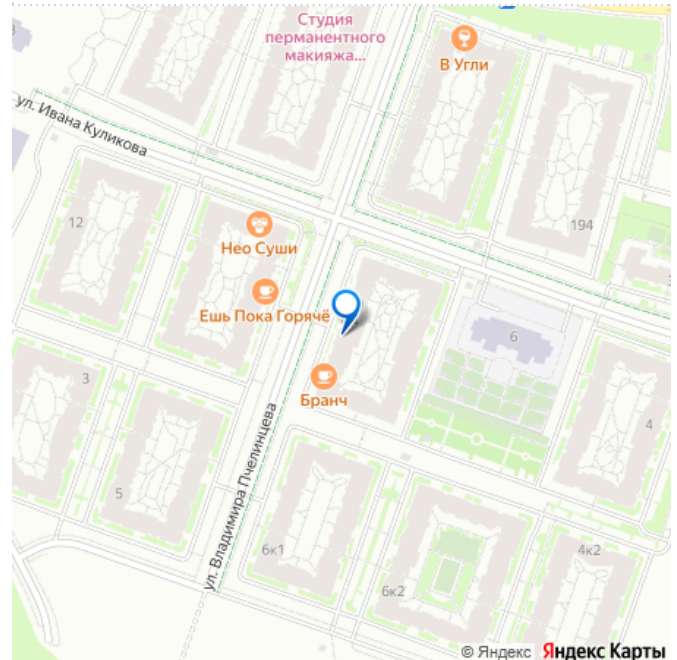 Студия
перманентного
макияжа...
В Угли
ул. Ивана Куликова
12
194
Нео Суши
Ешь Пока Горячё
6
Бранч
3
4
ул. Владимира Пчелинцева
5
6к1
6к2
4к2
© Яндекс Яндекс Карты